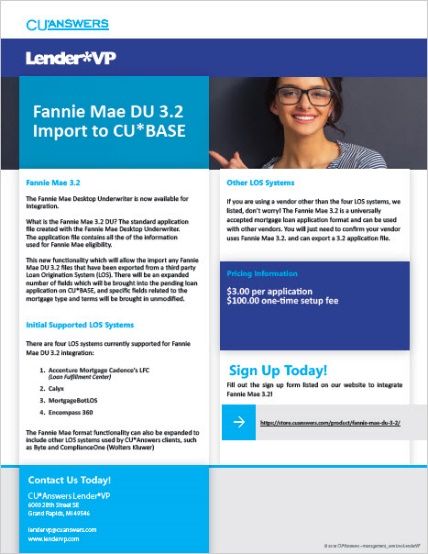 CU*ANSWERS
Lender*VP
Fannie Mae DU 3.2
Import to CU*BASE
Fannie Mae 3.2
The Fannie Mae Desktop Underwriter is now available for
integration.
What is the Fannie Mae 3.2 DU? The standard application
file created with the Fannie Mae Desktop Underwriter.
The application file contains all the of the information
used for Fannie Mae eligibility.
This new functionality which will allow the import any Fannie
Mae DU 3.2 files that have been exported from a third party
Loan Origination System (LOS). There will be an expanded
number of fields which will be brought into the pending loan
application on CU*BASE, and specific fields related to the
mortgage type and terms will be brought in unmodified.
Initial Supported LOS Systems
There are four LOS systems currently supported for Fannie
Mae DU 3.2 integration:
1. Accenture Mortgage Cadence's LFC
(Loan Fulfillment Center)
2. Calyx
3. MortgageBotLOS
4. Encompass 360
The Fannie Mae format functionality can also be expanded to
include other LOS systems used by CU*Answers clients, such
as Byte and ComplianceOne (Wolters Kluwer)
Other LOS Systems
If you are using a vendor other than the four LOS systems, we
listed, don't worry! The Fannie Mae 3.2 is a universally
accepted mortgage loan application format and can be used
with other vendors. You will just need to confirm your vendor
uses Fannie Mae 3.2. and can export a 3.2 application file.
Pricing Information
$3.00 per application
$100.00 one-time setup fee
Sign Up Today!
Fill out the sign up form listed on our website to integrate
Fannie Mae 3.2!
https://store.cuanswers.com/product/fannie-mae-du-3-2/
Contact Us Today!
CU*Answers Lender*VP
6000 28th Street SE
Grand Rapids, MI 49546
lendervp@cuanswers.com
www.lendervp.com